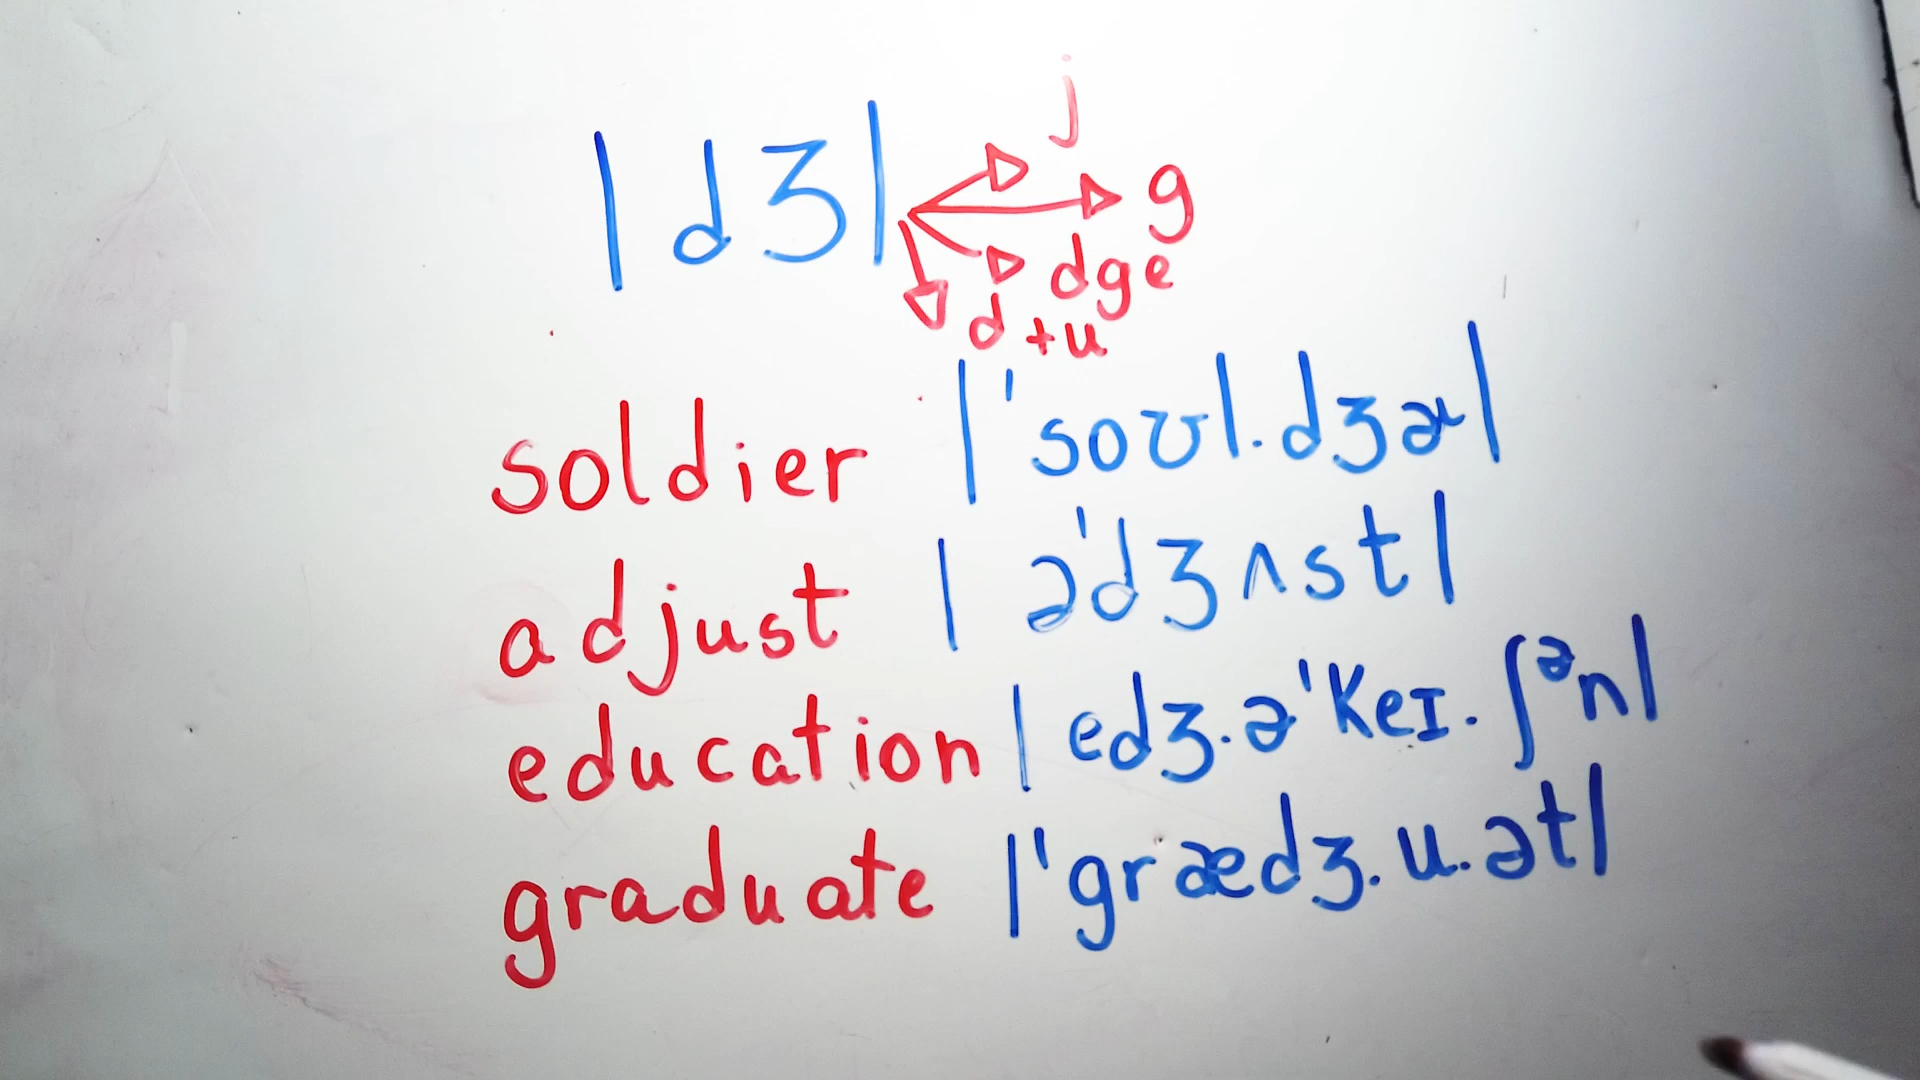 |dʒ| j
g
dge
d+u
soldier |ˈsoʊl.dʒɚ|
adjust |əˈdʒʌst|
education |edʒ.əˈkeɪ.ʃᵊn|
graduate |ˈgrædʒ.u.ət|